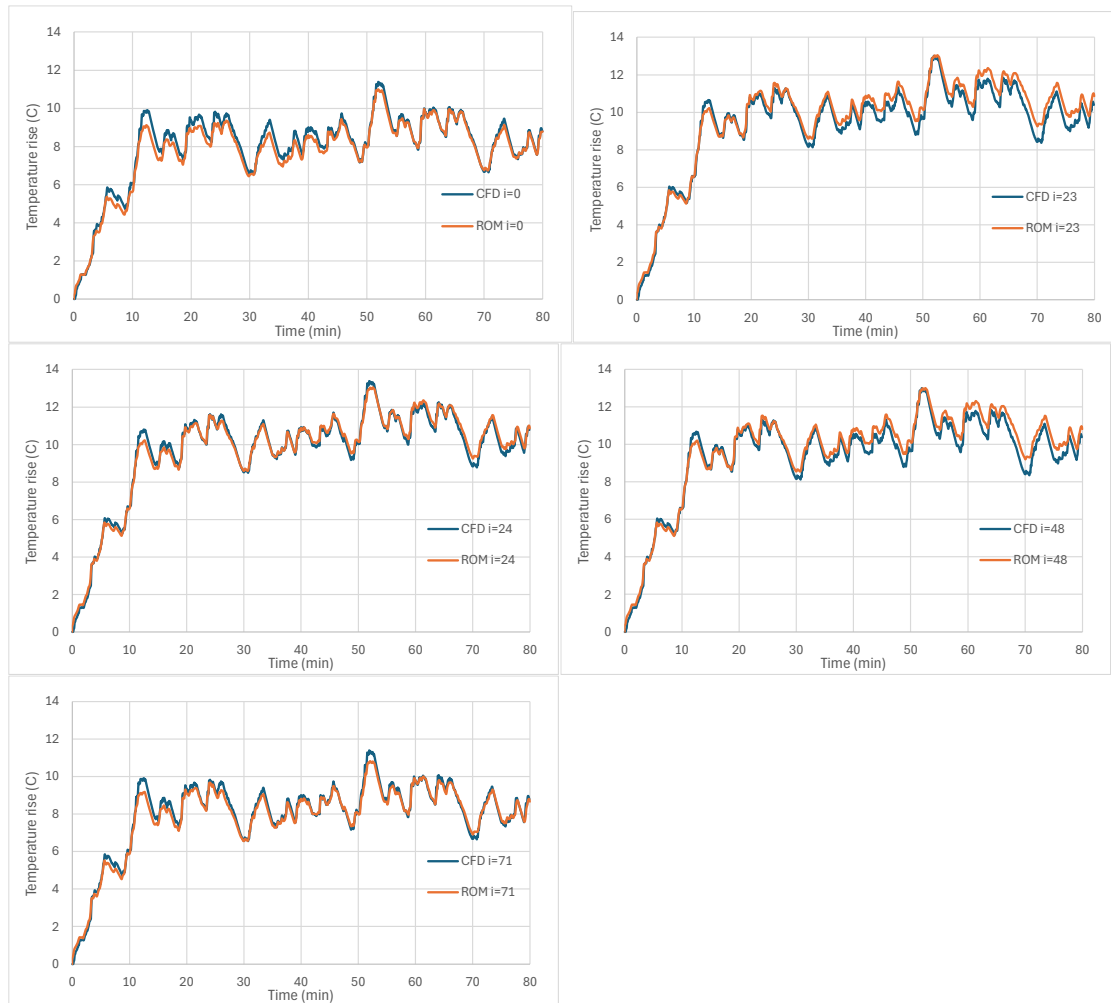 Temperature rise (C)
14
12
10
8
6
4
2
0
0 10 20 30 40 50 60 70 80
Time (min)
CFD i=0
ROM i=0
Temperature rise (C)
14
12
10
8
6
4
2
0
0 10 20 30 40 50 60 70 80
Time (min)
CFD i=23
ROM i=23
Temperature rise (C)
14
12
10
8
6
4
2
0
0 10 20 30 40 50 60 70 80
Time (min)
CFD i=24
ROM i=24
Temperature rise (C)
14
12
10
8
6
4
2
0
0 10 20 30 40 50 60 70 80
Time (min)
CFD i=48
ROM i=48
Temperature rise (C)
14
12
10
8
6
4
2
0
0 10 20 30 40 50 60 70 80
Time (min)
CFD i=71
ROM i=71